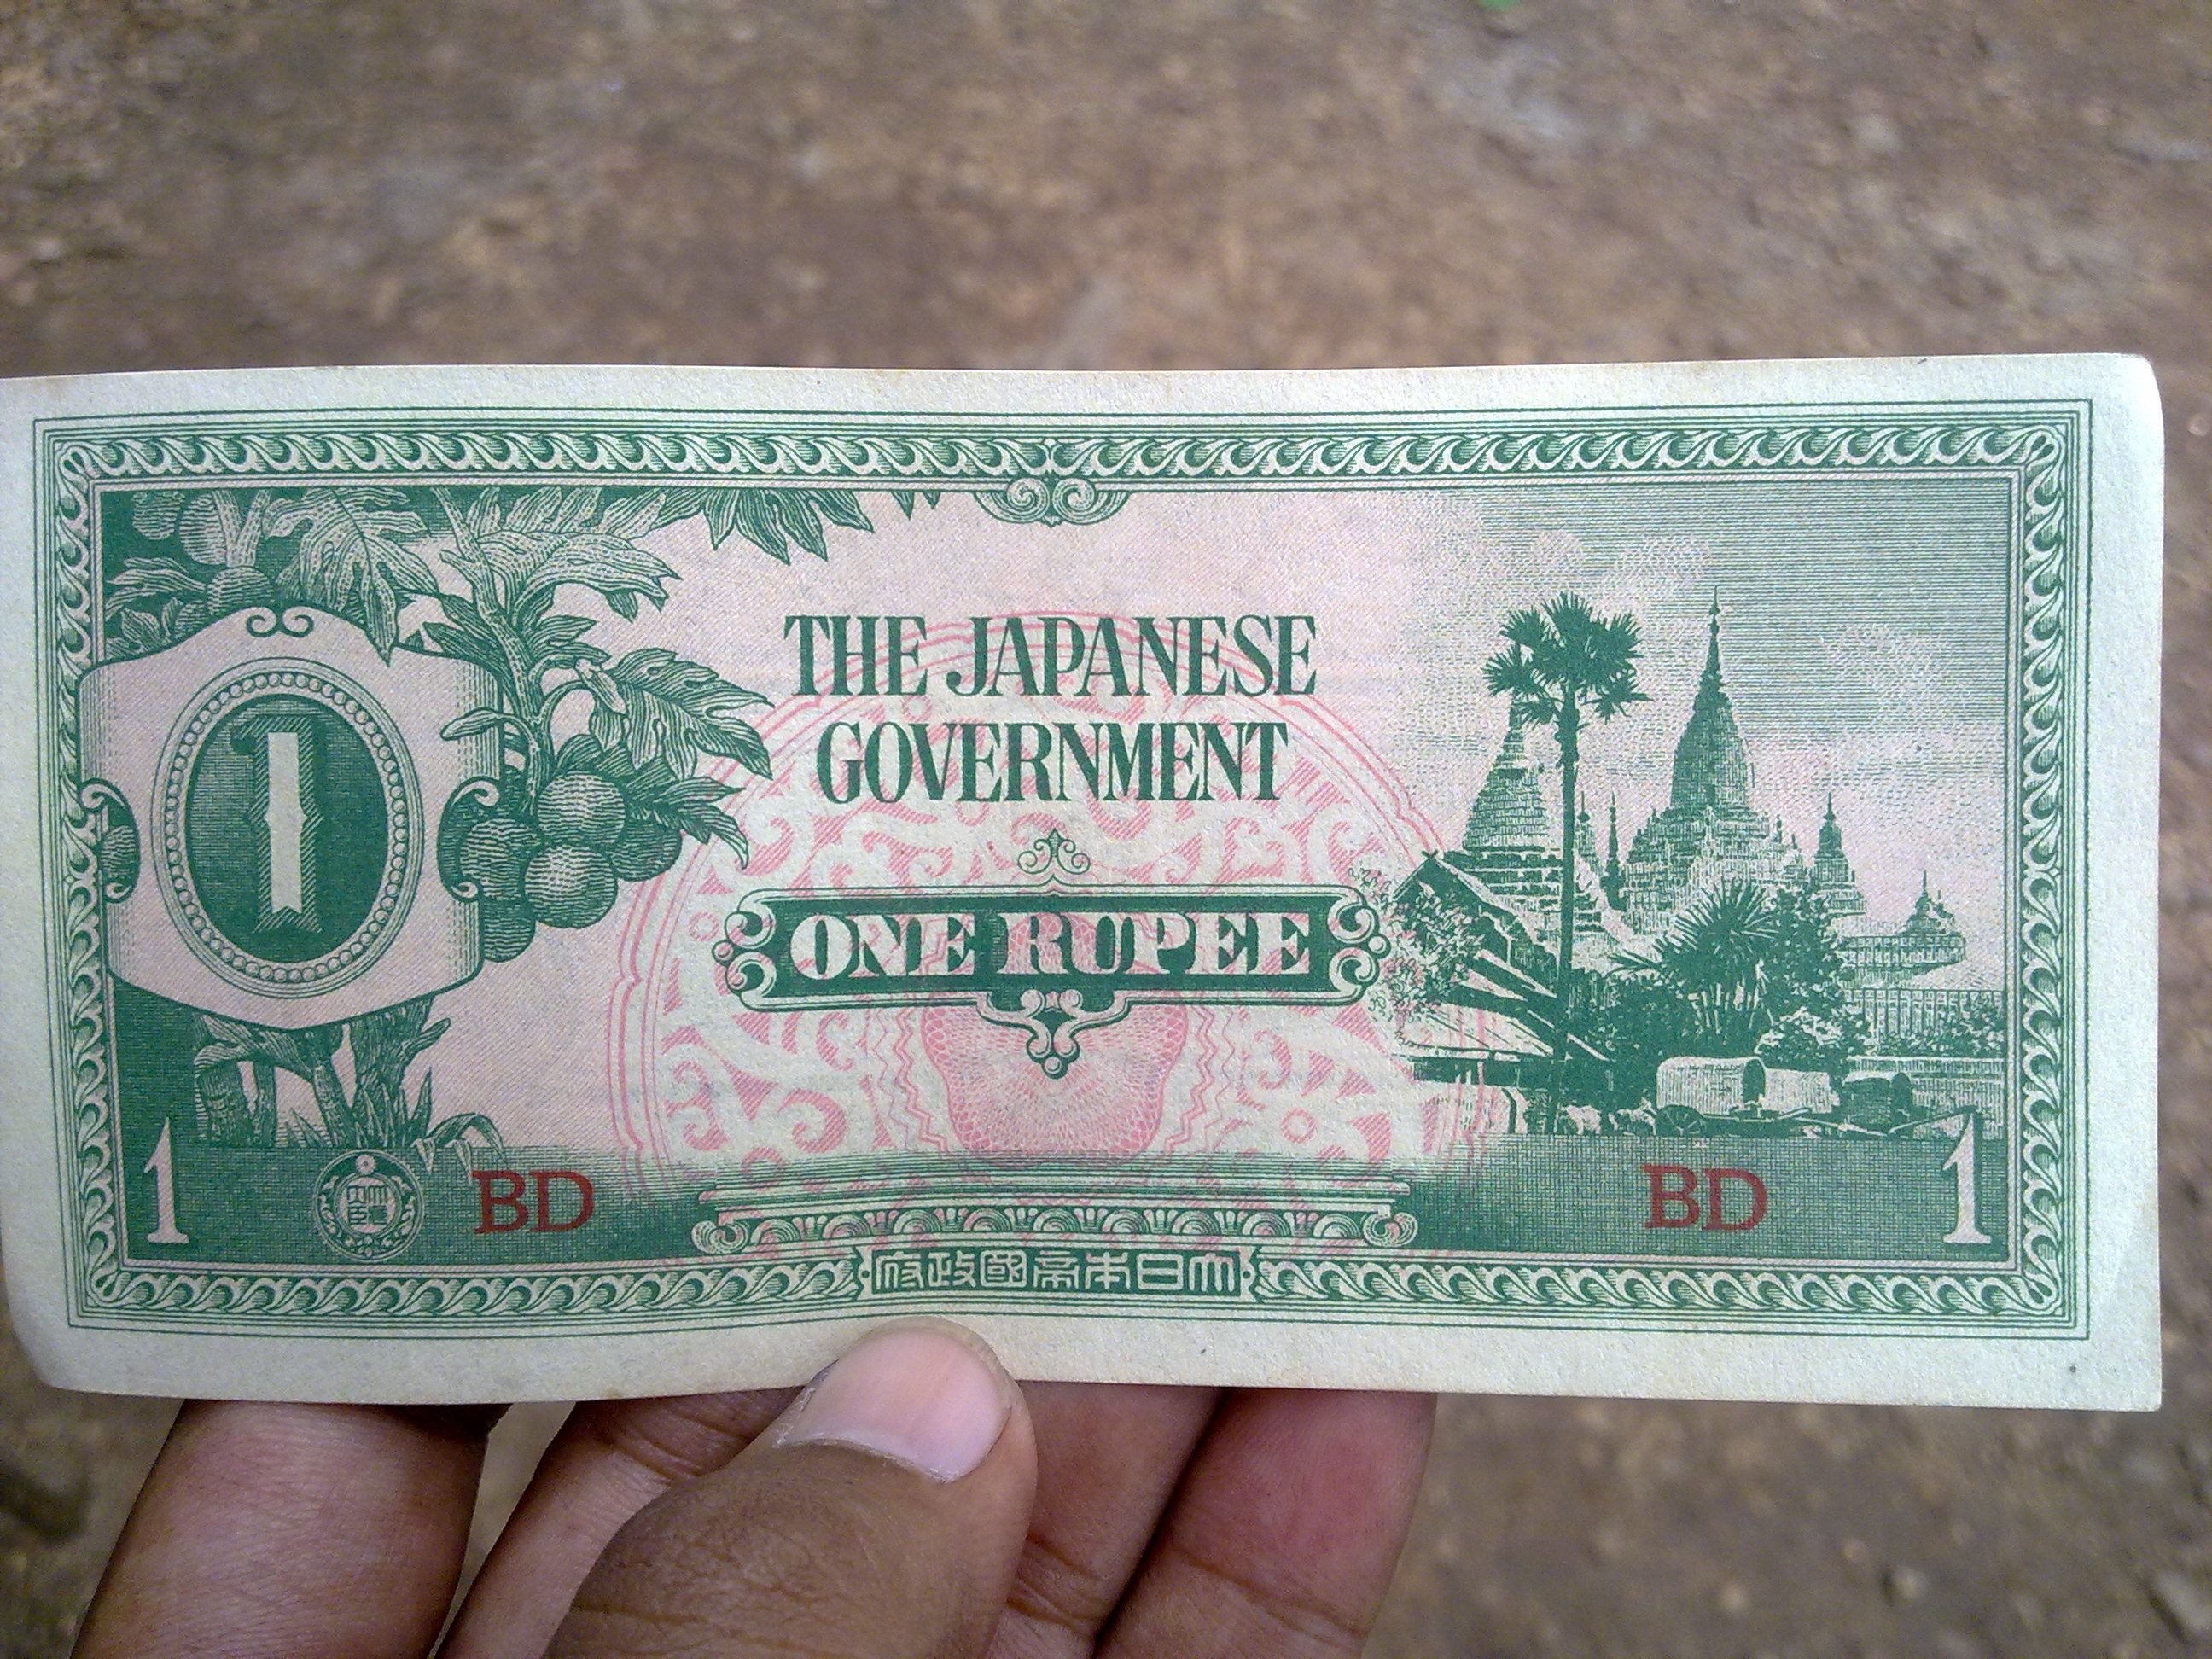 1
THE JAPANESE
GOVERNMENT
ONE RUPEE
1
BD
BD
1
府政國帝本日大